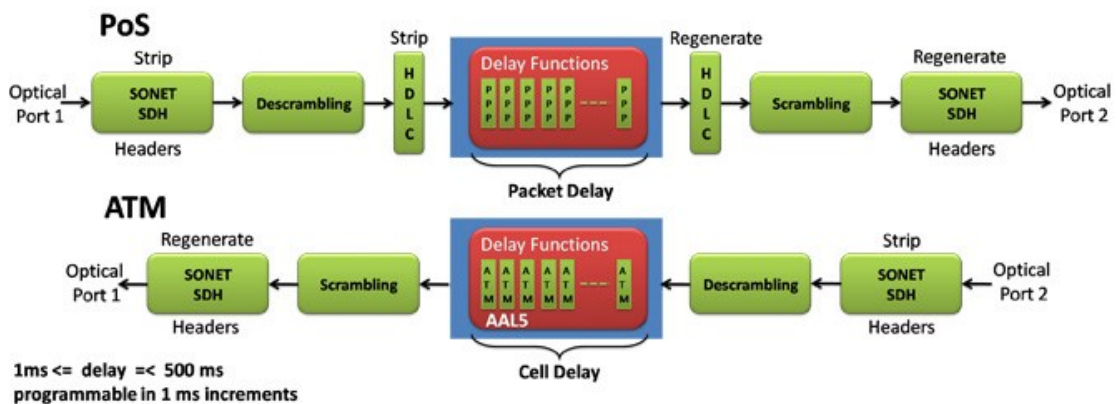 PoS
Strip
Regenerate
Strip
Regenerate
Optical
Port 1
SONET
SDH
Headers
Descrambling
H
D
L
C
Delay Functions
P P P P P P
P P P P P P
P P P P P P
Packet Delay
H
D
L
C
Scrambling
SONET
SDH
Headers
Optical
Port 2
ATM
Regenerate
Strip
Optical
Port 1
SONET
SDH
Headers
Scrambling
Delay Functions
A A A A A A
T T T T T T
M M M M M M
AAL5
Cell Delay
Descrambling
SONET
SDH
Headers
Optical
Port 2
1ms <= delay =< 500 ms
programmable in 1 ms increments